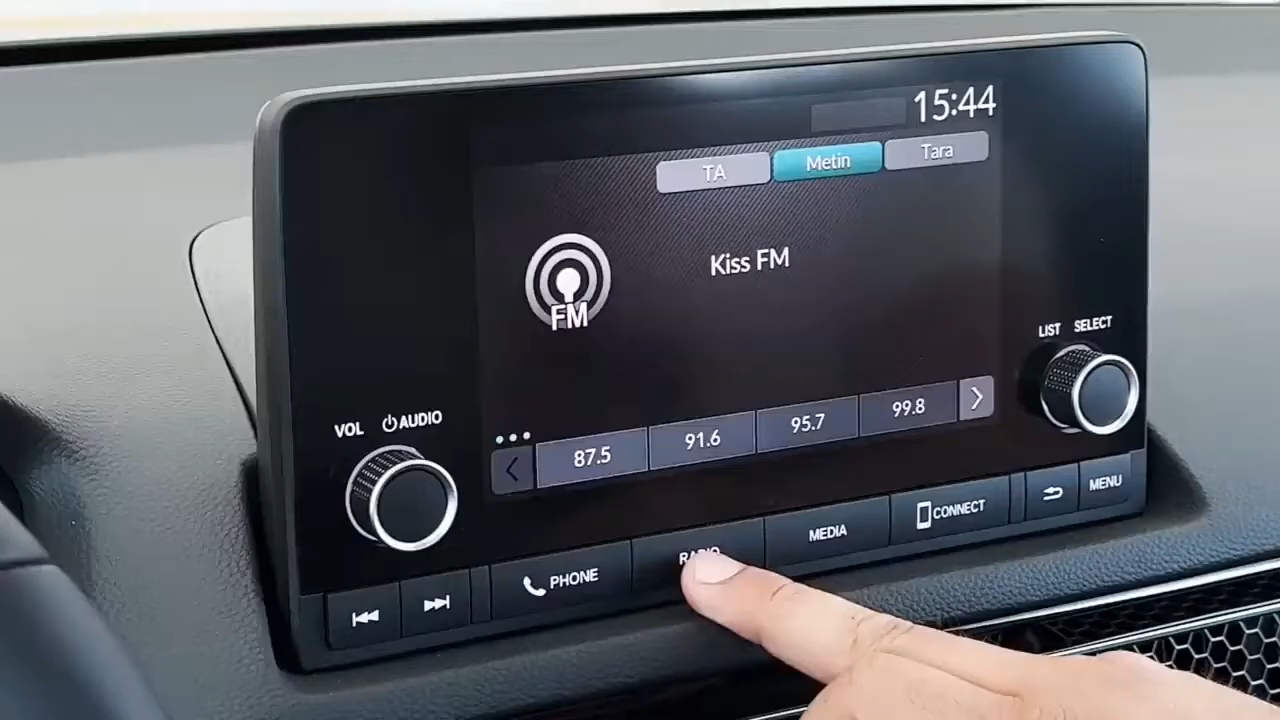 15:44
TA Metin Tara
Kiss FM
FM
LIST SELECT
87.5 91.6 95.7 99.8
VOL AUDIO
PHONE RADIO MEDIA CONNECT MENU